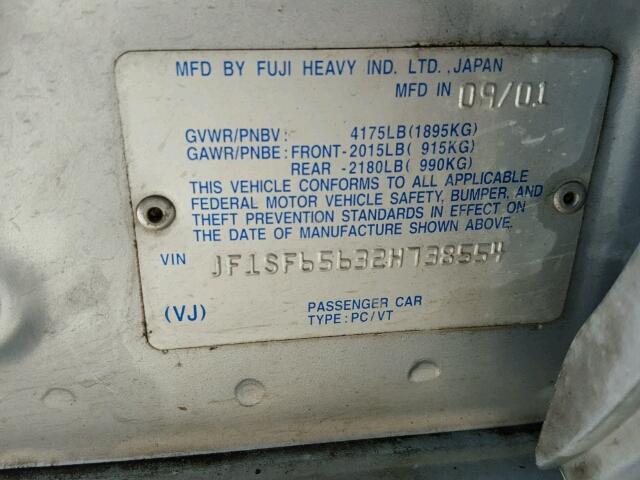 MFD BY FUJI HEAVY IND. LTD., JAPAN
MFD IN 09/01
GVWR/PNBV: 4175LB(1895KG)
GAWR/PNBE: FRONT-2015LB( 915KG)
REAR -2180LB( 990KG)
THIS VEHICLE CONFORMS TO ALL APPLICABLE
FEDERAL MOTOR VEHICLE SAFETY, BUMPER, AND
THEFT PREVENTION STANDARDS IN EFFECT ON
THE DATE OF MANUFACTURE SHOWN ABOVE.
VIN JF1SF65632H738554
(VJ) PASSENGER CAR
TYPE: PC/VT